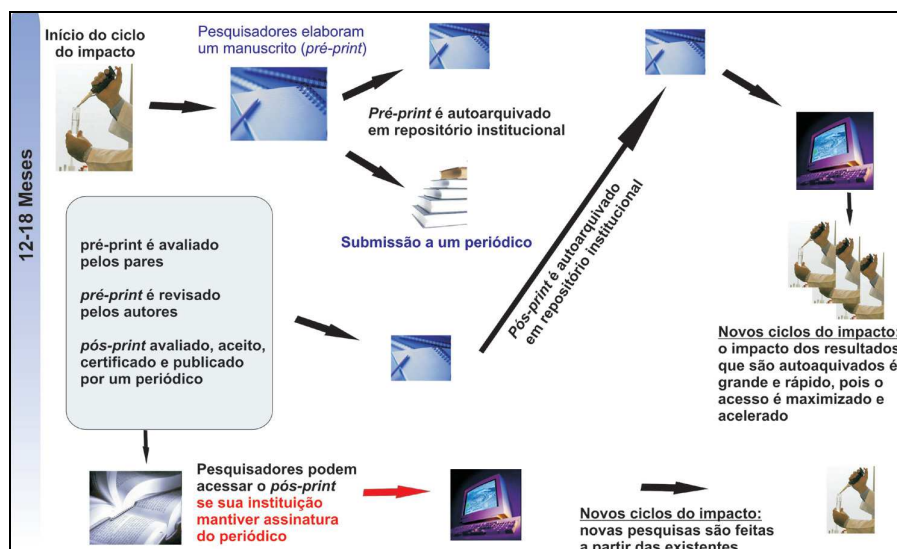 Início do ciclo
do impacto
Pesquisadores elaboram
um manuscrito (pré-print)
Pré-print é autoarquivado
em repositório institucional
Submissão a um periódico
12-18 Meses
pré-print é avaliado
pelos pares
pré-print é revisado
pelos autores
pós-print avaliado, aceito,
certificado e publicado
por um periódico
Pós-print é autoarquivado
em repositório institucional
Novos ciclos do impacto:
o impacto dos resultados
que são autoaquivados é
grande e rápido, pois o
acesso é maximizado e
acelerado
Pesquisadores podem
acessar o pós-print
se sua instituição
mantiver assinatura
do periódico
Novos ciclos do impacto:
novas pesquisas são feitas
a partir das existentes